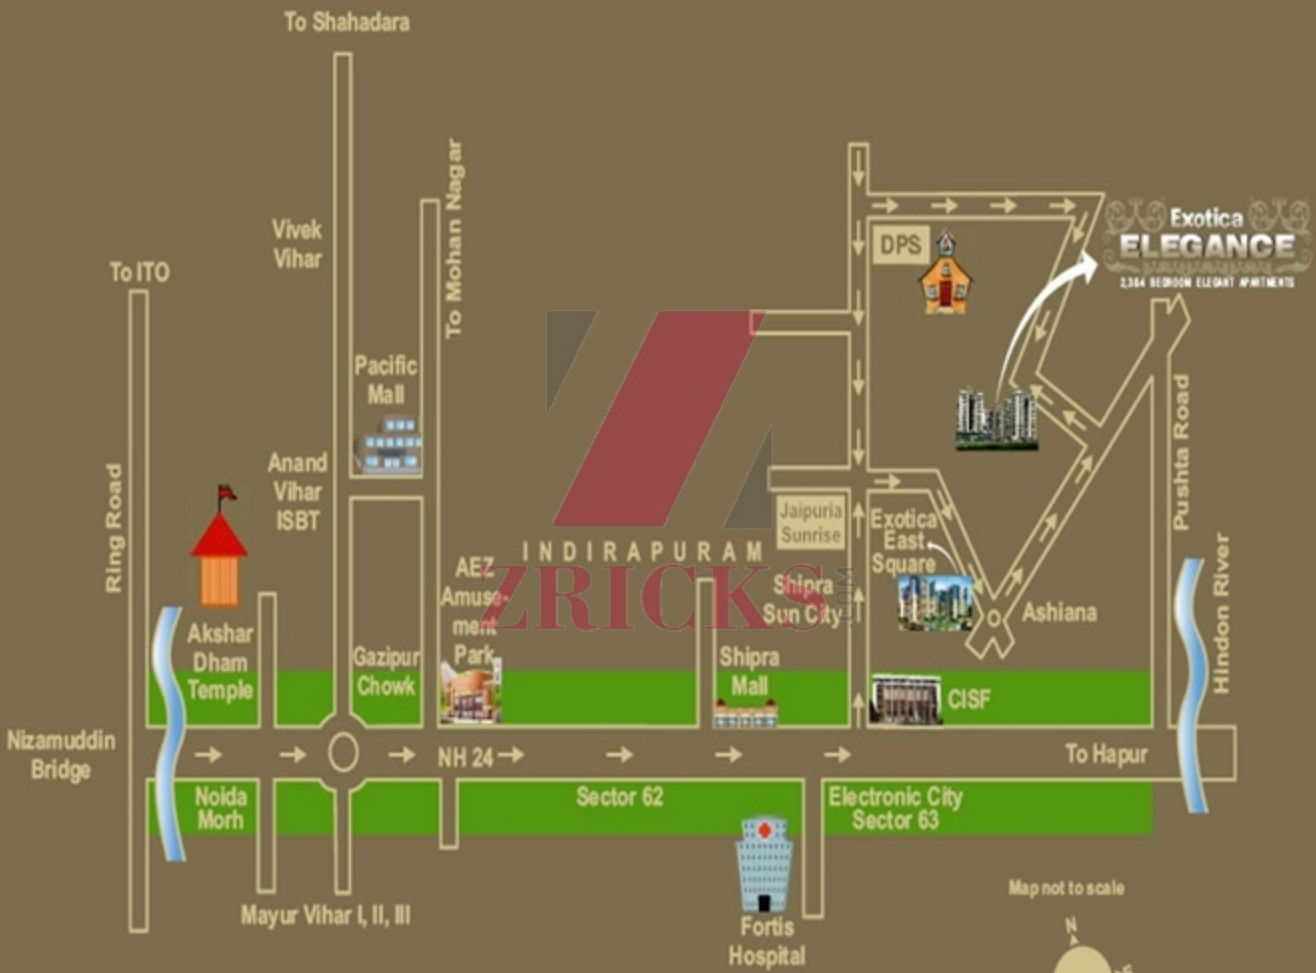 To Shahadara
To Mohan Nagar
Vivek
Vihar
To ITO
DPS
Exotica
ELEGANCE
2,3&4 BEDROOM ELEGANT APARTMENTS
Pacific
Mall
Ring Road
Anand
Vihar
ISBT
Pushta Road
Jaipuria
Sunrise
Exotica
East
Square
INDIRAPURAM
AEZ
Amuse-
ment
Park
ZRICKS
.COM
Shipra
Sun City
Ashiana
Hindon River
Akshar
Dham
Temple
Gazipur
Chowk
Shipra
Mall
CISF
Nizamuddin
Bridge
NH 24
To Hapur
Noida
Morh
Sector 62
Electronic City
Sector 63
Mayur Vihar I, II, III
Fortis
Hospital
Map not to scale
N